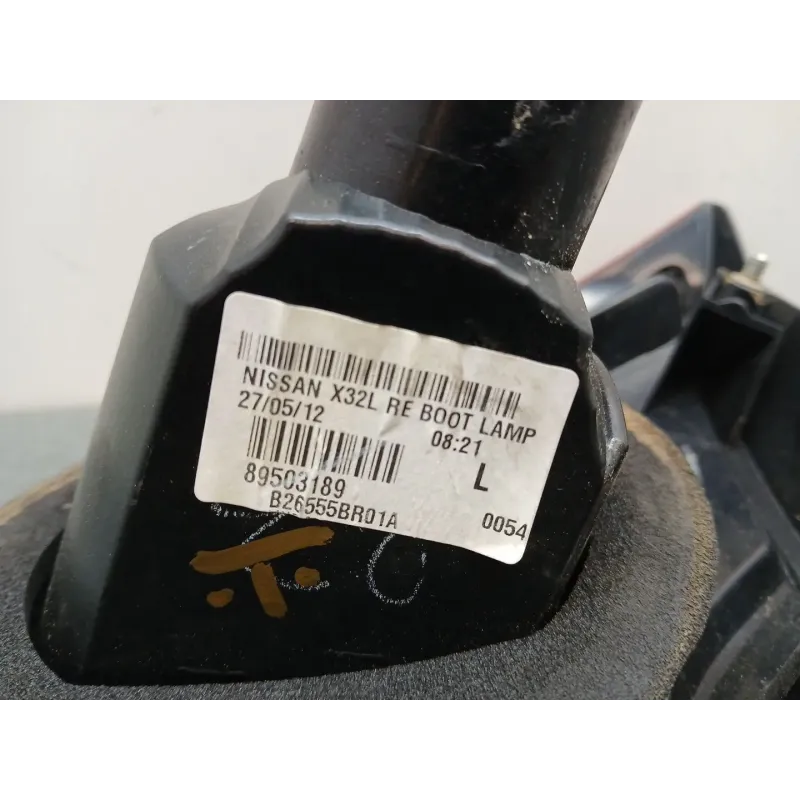 NISSAN X32L RE BOOT LAMP
27/05/12 08:21
89503189 L
B26555BR01A 0054